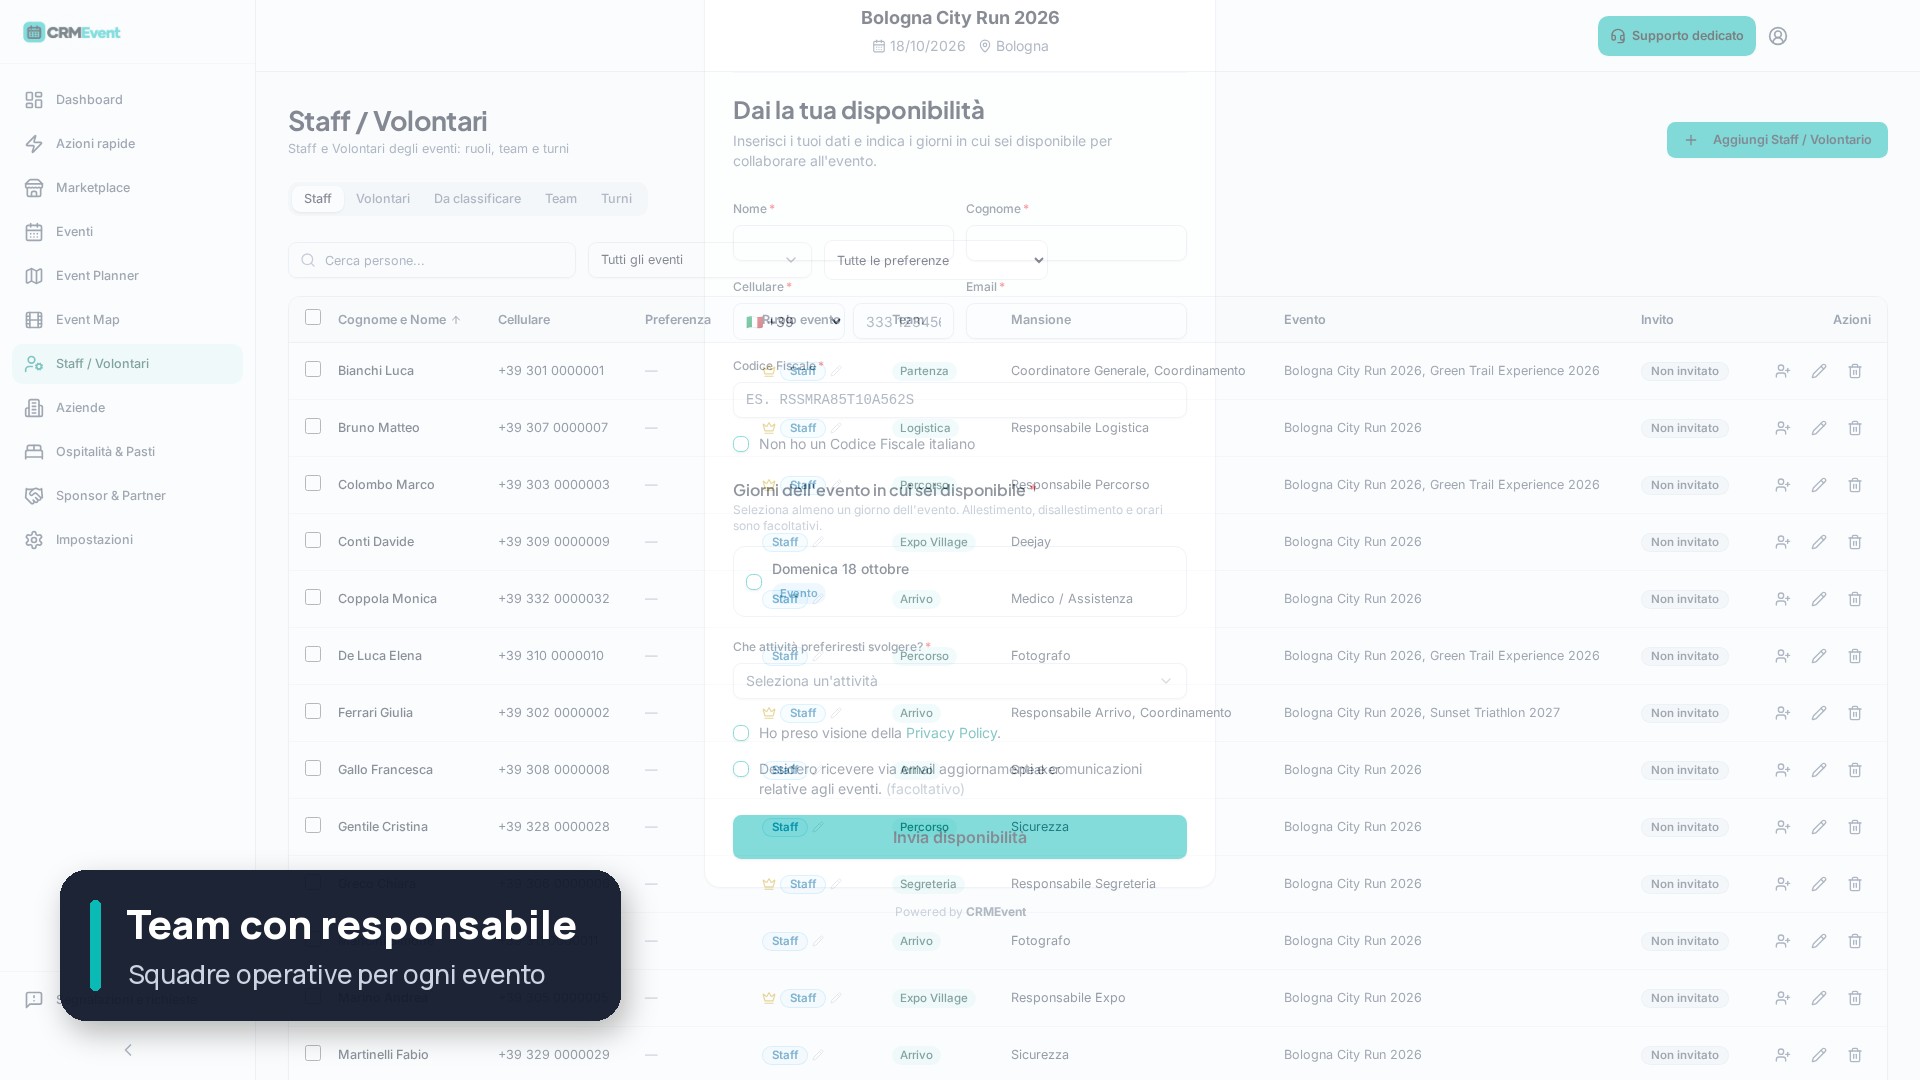 CRMEvent
Dashboard
Azioni rapide
Marketplace
Eventi
Event Planner
Event Map
Staff / Volontari
Aziende
Ospitalità & Pasti
Sponsor & Partner
Impostazioni
Supporto dedicato
Staff / Volontari
Staff e Volontari degli eventi: ruoli, team e turni
Aggiungi Staff / Volontario
Staff Volontari Da classificare Team Turni
Cerca persone... Tutti gli eventi Tutte le preferenze
Cognome e Nome Cellulare Preferenza Ruolo evento Team Mansione Evento Invito Azioni
Bianchi Luca +39 301 0000001 — Staff Partenza Coordinatore Generale, Coordinamento Bologna City Run 2026, Green Trail Experience 2026 Non invitato
Bruno Matteo +39 307 0000007 — Staff Logistica Responsabile Logistica Bologna City Run 2026 Non invitato
Colombo Marco +39 303 0000003 — Staff Percorso Responsabile Percorso Bologna City Run 2026, Green Trail Experience 2026 Non invitato
Conti Davide +39 309 0000009 — Staff Expo Village Deejay Bologna City Run 2026 Non invitato
Coppola Monica +39 332 0000032 — Staff Arrivo Medico / Assistenza Bologna City Run 2026 Non invitato
De Luca Elena +39 310 0000010 — Staff Percorso Fotografo Bologna City Run 2026, Green Trail Experience 2026 Non invitato
Ferrari Giulia +39 302 0000002 — Staff Arrivo Responsabile Arrivo, Coordinamento Bologna City Run 2026, Sunset Triathlon 2027 Non invitato
Gallo Francesca +39 308 0000008 — Staff Arrivo Speaker Bologna City Run 2026 Non invitato
Gentile Cristina +39 328 0000028 — Staff Percorso Sicurezza Bologna City Run 2026 Non invitato
— Staff Segreteria Responsabile Segreteria Bologna City Run 2026 Non invitato
— Staff Arrivo Fotografo Bologna City Run 2026 Non invitato
— Staff Expo Village Responsabile Expo Bologna City Run 2026 Non invitato
Martinelli Fabio +39 329 0000029 — Staff Arrivo Sicurezza Bologna City Run 2026 Non invitato
Bologna City Run 2026
18/10/2026 Bologna
Dai la tua disponibilità
Inserisci i tuoi dati e indica i giorni in cui sei disponibile per
collaborare all'evento.
Nome * Cognome *
Cellulare * Email *
+39
Codice Fiscale *
ES. RSSMRA85T10A562S
Non ho un Codice Fiscale italiano
Giorni dell'evento in cui sei disponibile *
Seleziona almeno un giorno dell'evento. Allestimento, disallestimento e orari
sono facoltativi.
Domenica 18 ottobre
Evento
Che attività preferiresti svolgere? *
Seleziona un'attività
Ho preso visione della Privacy Policy.
Desidero ricevere via email aggiornamenti e comunicazioni
relative agli eventi. (facoltativo)
Invia disponibilità
Powered by CRMEvent
Team con responsabile
Squadre operative per ogni evento